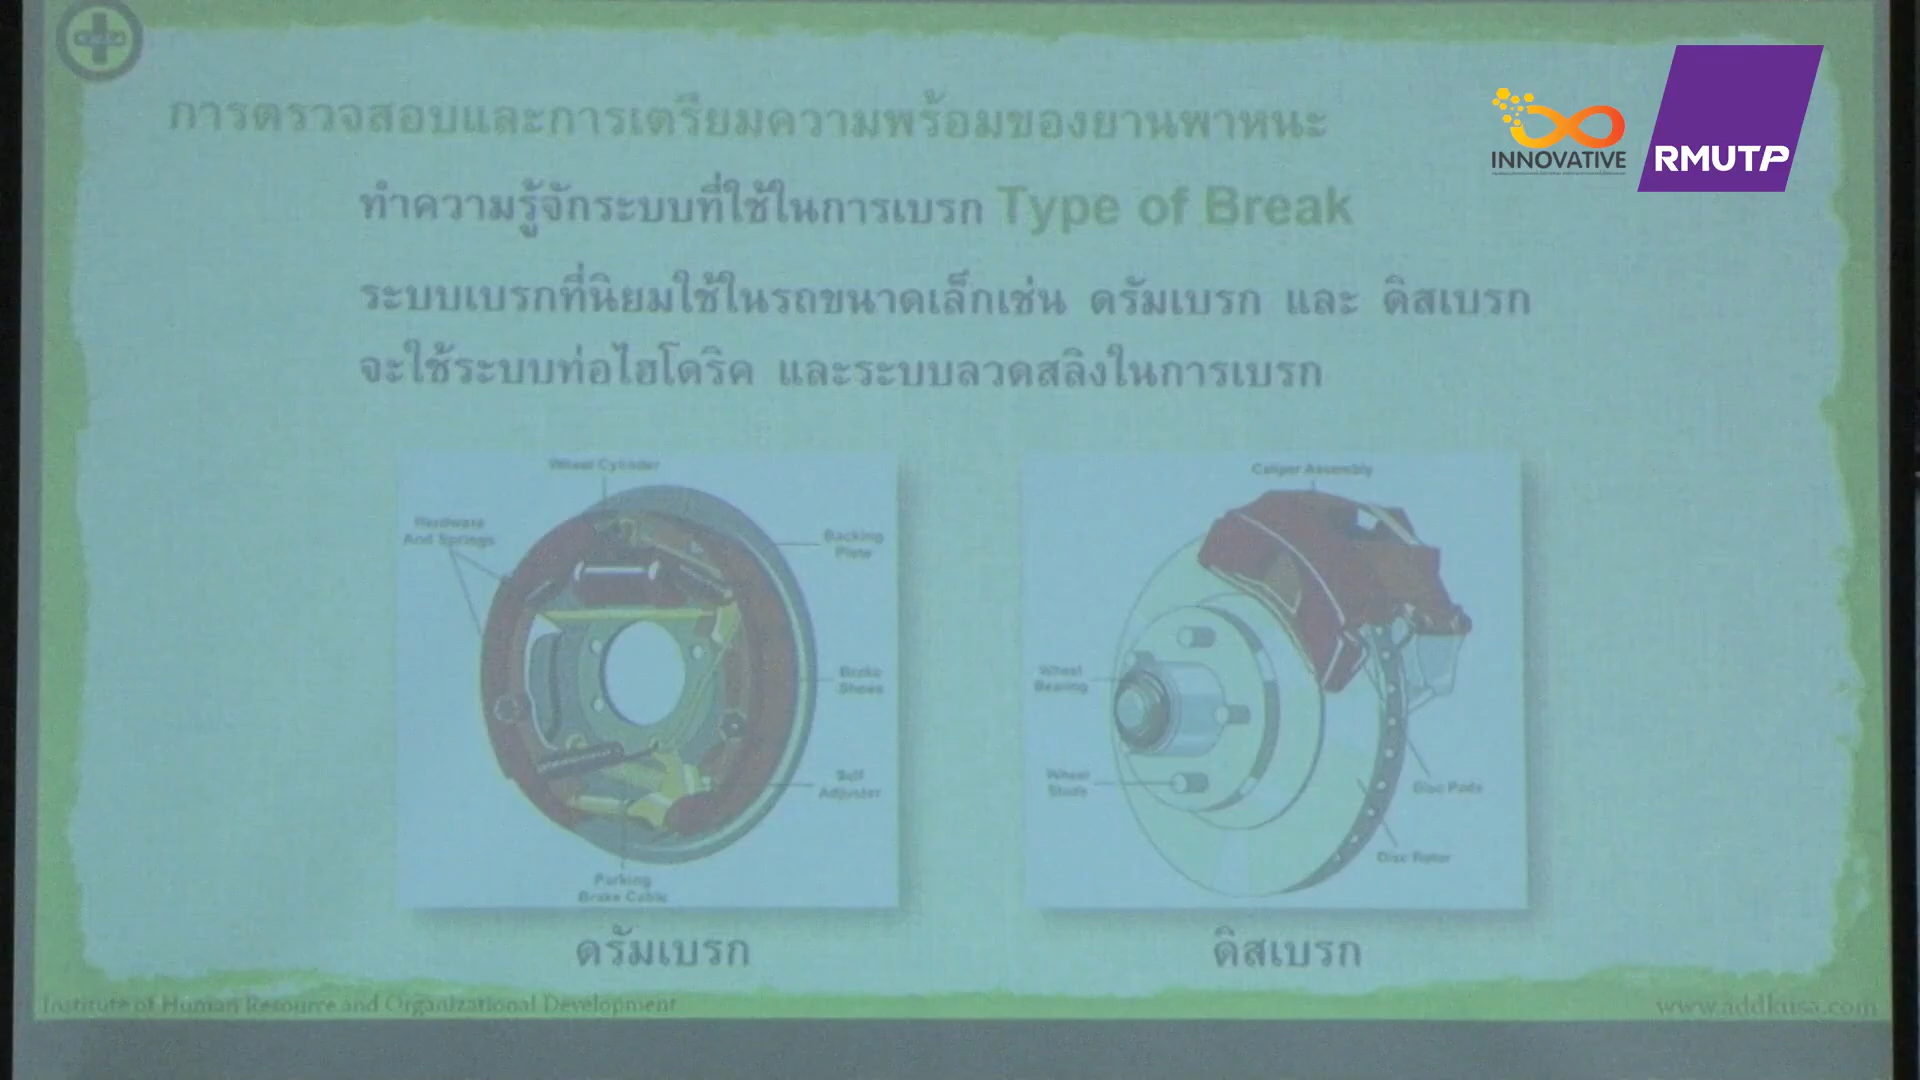 การตรวจสอบและการเตรียมความพร้อมของยานพาหนะ
INNOVATIVE
RMUTP
ทำความรู้จักระบบที่ใช้ในการเบรก Type of Break
ระบบเบรกที่นิยมใช้ในรถขนาดเล็กเช่น ดรัมเบรก และ ดิสเบรก
จะใช้ระบบท่อไฮโดริค และระบบลวดสลิงในการเบรก
Wheel Cylinder
Hardware
And Springs
Backing
Plate
Brake
Shoes
Self
Adjuster
Parking
Brake Cable
Caliper Assembly
Wheel
Bearing
Wheel
Studs
Disc Pads
Disc Rotor
ดรัมเบรก
ดิสเบรก
Institute of Human Resource and Organizational Development
www.addkusa.com